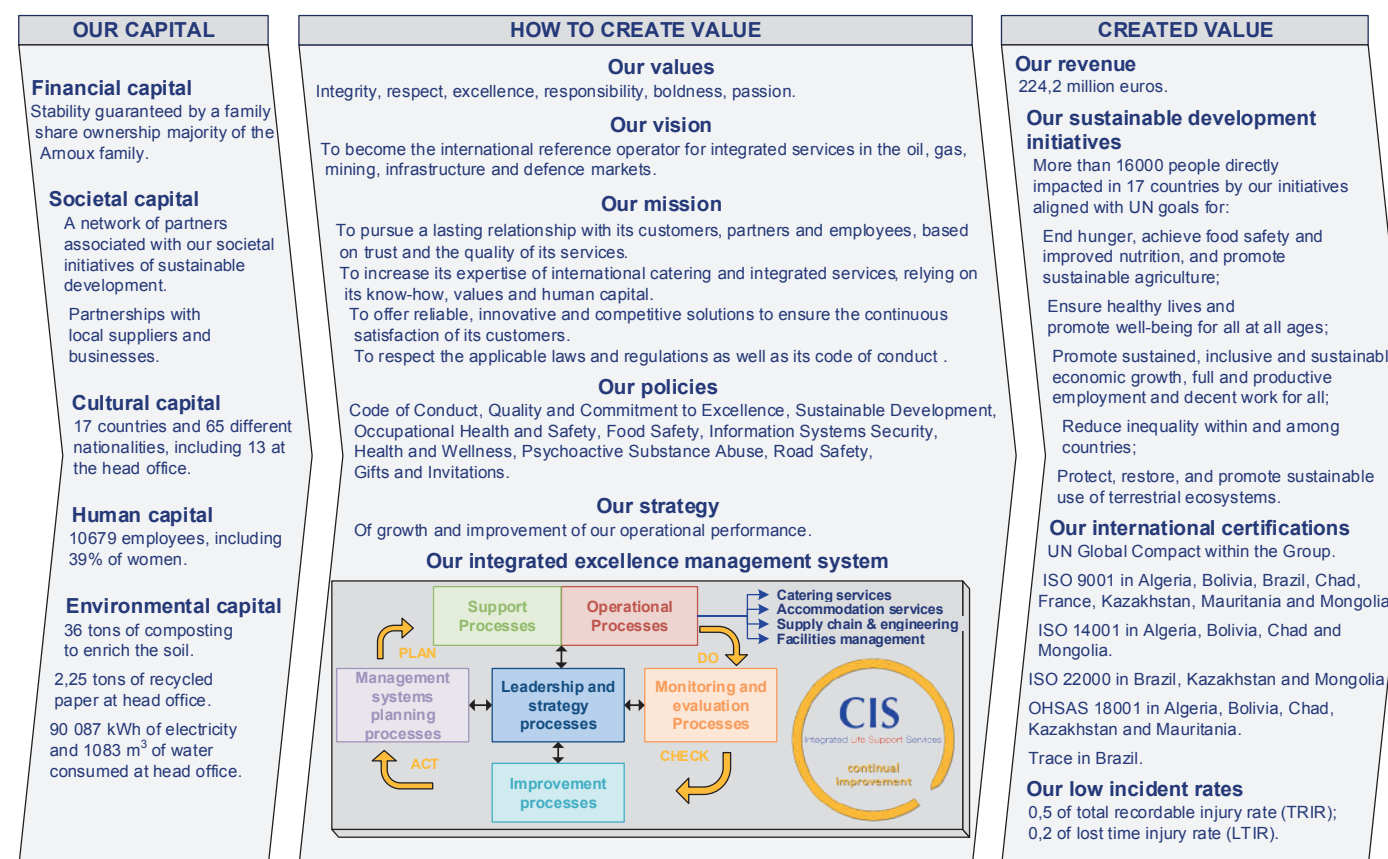 OUR CAPITAL
Financial capital
Stability guaranteed by a family
share ownership majority of the
Arnoux family.
Societal capital
A network of partners
associated with our societal
initiatives of sustainable
development.
Partnerships with
local suppliers and
businesses.
Cultural capital
17 countries and 65 different
nationalities, including 13 at
the head office.
Human capital
10679 employees, including
39% of women.
Environmental capital
36 tons of composting
to enrich the soil.
2,25 tons of recycled
paper at head office.
90 087 kWh of electricity
and 1083 m³ of water
consumed at head office.
HOW TO CREATE VALUE
Our values
Integrity, respect, excellence, responsibility, boldness, passion.
Our vision
To become the international reference operator for integrated services in the oil, gas,
mining, infrastructure and defence markets.
Our mission
To pursue a lasting relationship with its customers, partners and employees, based
on trust and the quality of its services.
To increase its expertise of international catering and integrated services, relying on
its know-how, values and human capital.
To offer reliable, innovative and competitive solutions to ensure the continuous
satisfaction of its customers.
To respect the applicable laws and regulations as well as its code of conduct .
Our policies
Code of Conduct, Quality and Commitment to Excellence, Sustainable Development,
Occupational Health and Safety, Food Safety, Information Systems Security,
Health and Wellness, Psychoactive Substance Abuse, Road Safety,
Gifts and Invitations.
Our strategy
Of growth and improvement of our operational performance.
Our integrated excellence management system
Support
Processes
Operational
Processes
Catering services
Accommodation services
Supply chain & engineering
Facilities management
PLAN
DO
Management
systems
planning
processes
Leadership and
strategy
processes
Monitoring and
evaluation
Processes
ACT
CHECK
Improvement
processes
CIS
Integrated Life Support Services
continual
improvement
CREATED VALUE
Our revenue
224,2 million euros.
Our sustainable development
initiatives
More than 16000 people directly
impacted in 17 countries by our initiatives
aligned with UN goals for:
End hunger, achieve food safety and
improved nutrition, and promote
sustainable agriculture;
Ensure healthy lives and
promote well-being for all at all ages;
Promote sustained, inclusive and sustainabl
economic growth, full and productive
employment and decent work for all;
Reduce inequality within and among
countries;
Protect, restore, and promote sustainable
use of terrestrial ecosystems.
Our international certifications
UN Global Compact within the Group.
ISO 9001 in Algeria, Bolivia, Brazil, Chad,
France, Kazakhstan, Mauritania and Mongolia
ISO 14001 in Algeria, Bolivia, Chad and
Mongolia.
ISO 22000 in Brazil, Kazakhstan and Mongolia
OHSAS 18001 in Algeria, Bolivia, Chad,
Kazakhstan and Mauritania.
Trace in Brazil.
Our low incident rates
0,5 of total recordable injury rate (TRIR);
0,2 of lost time injury rate (LTIR).